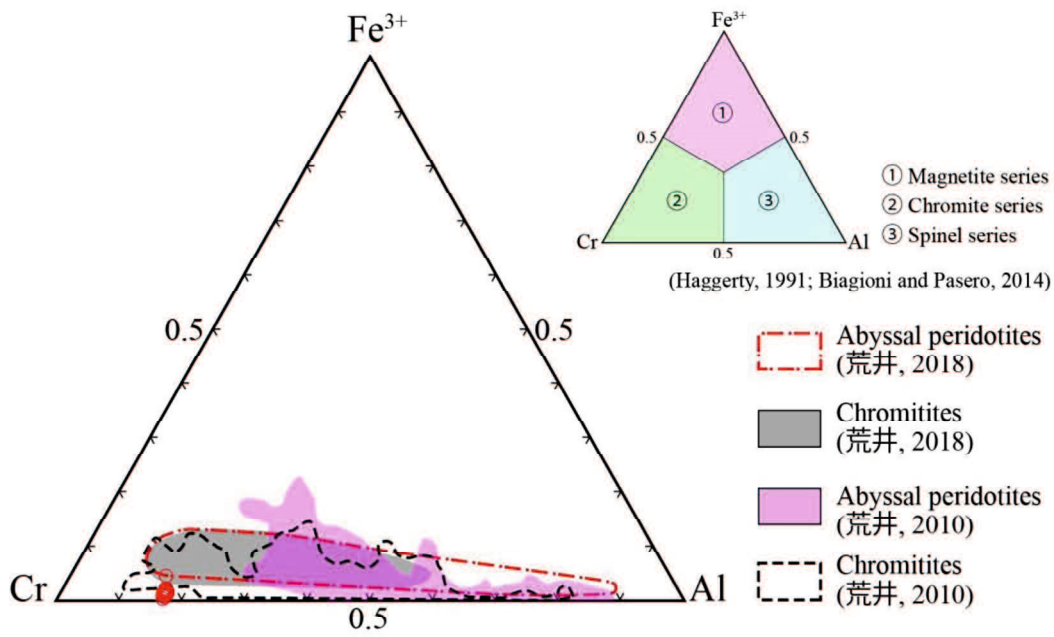 Fe³⁺
0.5
0.5
Cr
Al
0.5
Fe³⁺
0.5
0.5
①
②
③
Cr
Al
0.5
① Magnetite series
② Chromite series
③ Spinel series
(Haggerty, 1991; Biagioni and Pasero, 2014)
Abyssal peridotites
(荒井, 2018)
Chromitites
(荒井, 2018)
Abyssal peridotites
(荒井, 2010)
Chromitites
(荒井, 2010)